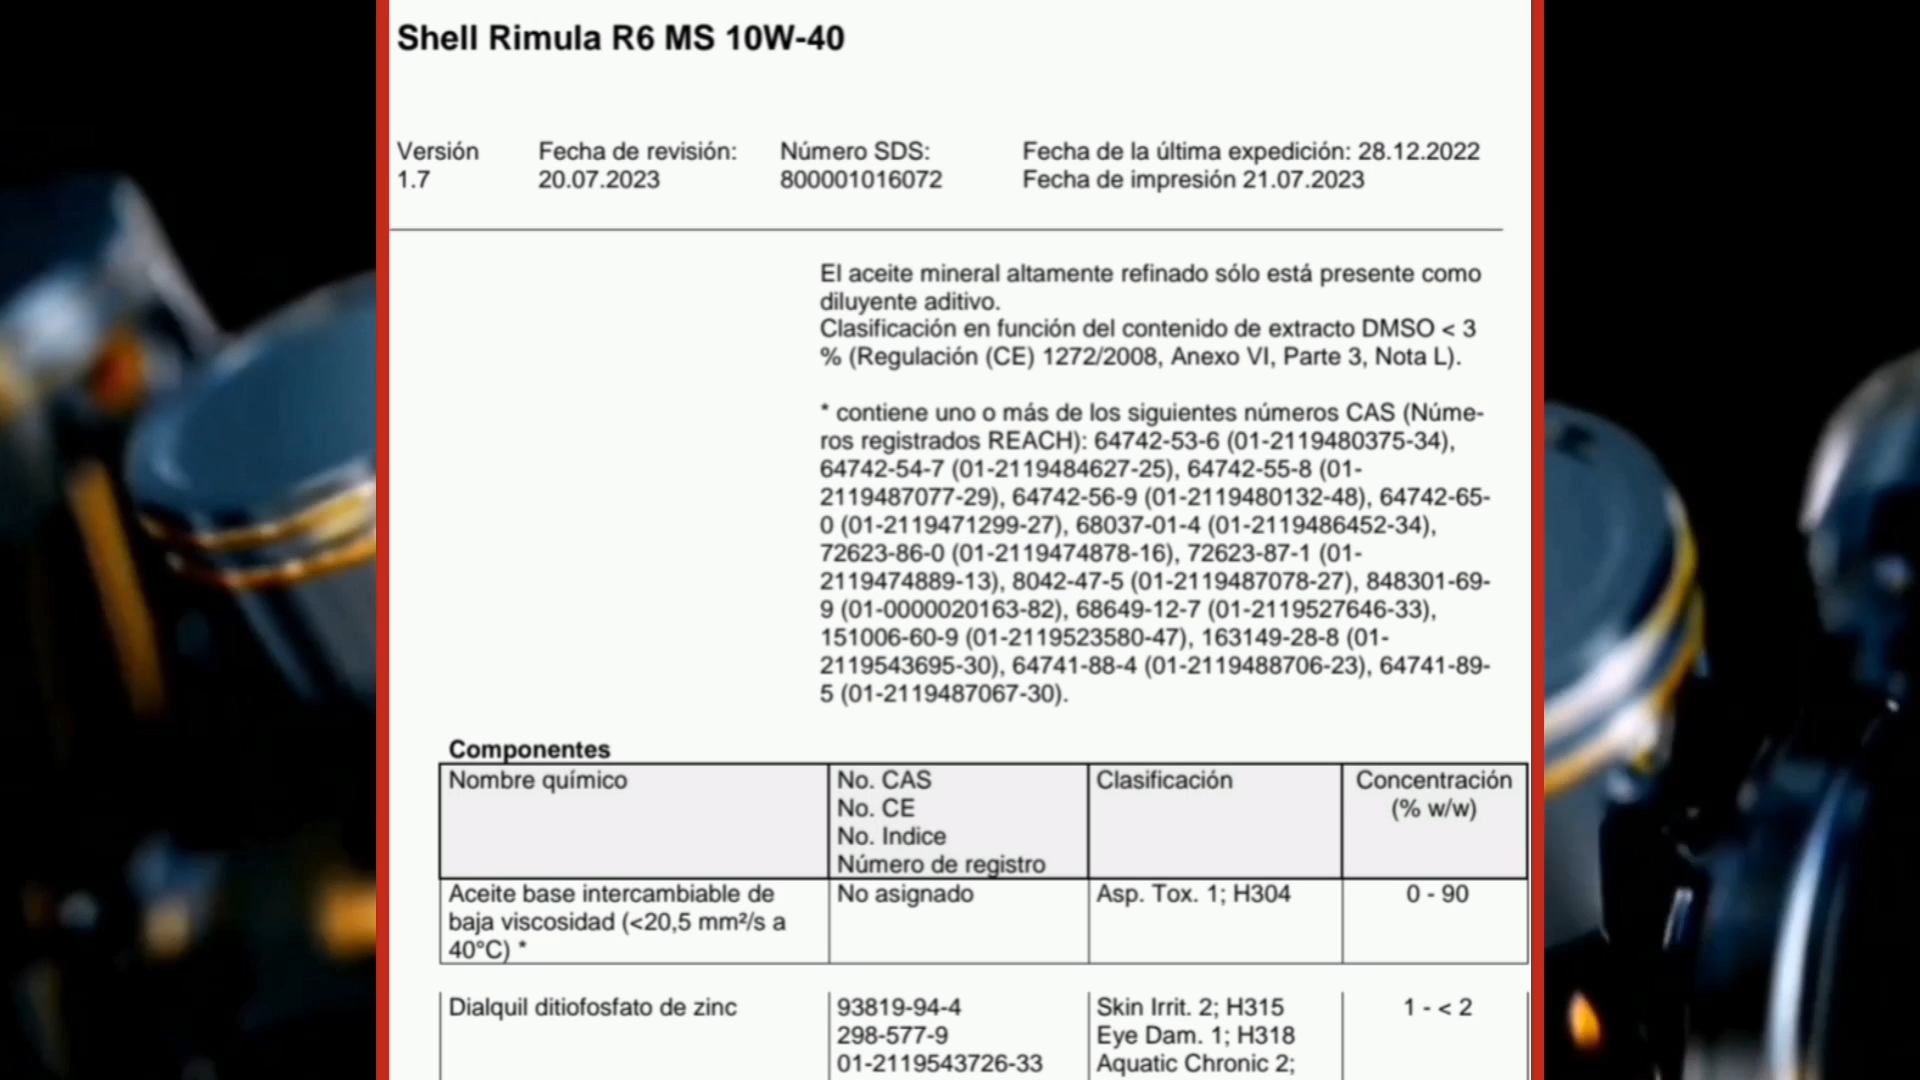 Shell Rimula R6 MS 10W-40
Versión
1.7
Fecha de revisión:
20.07.2023
Número SDS:
800001016072
Fecha de la última expedición: 28.12.2022
Fecha de impresión 21.07.2023
El aceite mineral altamente refinado sólo está presente como
diluyente aditivo.
Clasificación en función del contenido de extracto DMSO < 3
% (Regulación (CE) 1272/2008, Anexo VI, Parte 3, Nota L).
* contiene uno o más de los siguientes números CAS (Núme-
ros registrados REACH): 64742-53-6 (01-2119480375-34),
64742-54-7 (01-2119484627-25), 64742-55-8 (01-
2119487077-29), 64742-56-9 (01-2119480132-48), 64742-65-
0 (01-2119471299-27), 68037-01-4 (01-2119486452-34),
72623-86-0 (01-2119474878-16), 72623-87-1 (01-
2119474889-13), 8042-47-5 (01-2119487078-27), 848301-69-
9 (01-0000020163-82), 68649-12-7 (01-2119527646-33),
151006-60-9 (01-2119523580-47), 163149-28-8 (01-
2119543695-30), 64741-88-4 (01-2119488706-23), 64741-89-
5 (01-2119487067-30).
Componentes
Nombre químico
No. CAS
No. CE
No. Indice
Número de registro
Clasificación
Concentración
(% w/w)
Aceite base intercambiable de
baja viscosidad (<20,5 mm²/s a
40°C) *
No asignado
Asp. Tox. 1; H304
0 - 90
Dialquil ditiofosfato de zinc
93819-94-4
298-577-9
01-2119543726-33
Skin Irrit. 2; H315
Eye Dam. 1; H318
Aquatic Chronic 2;
1 - < 2